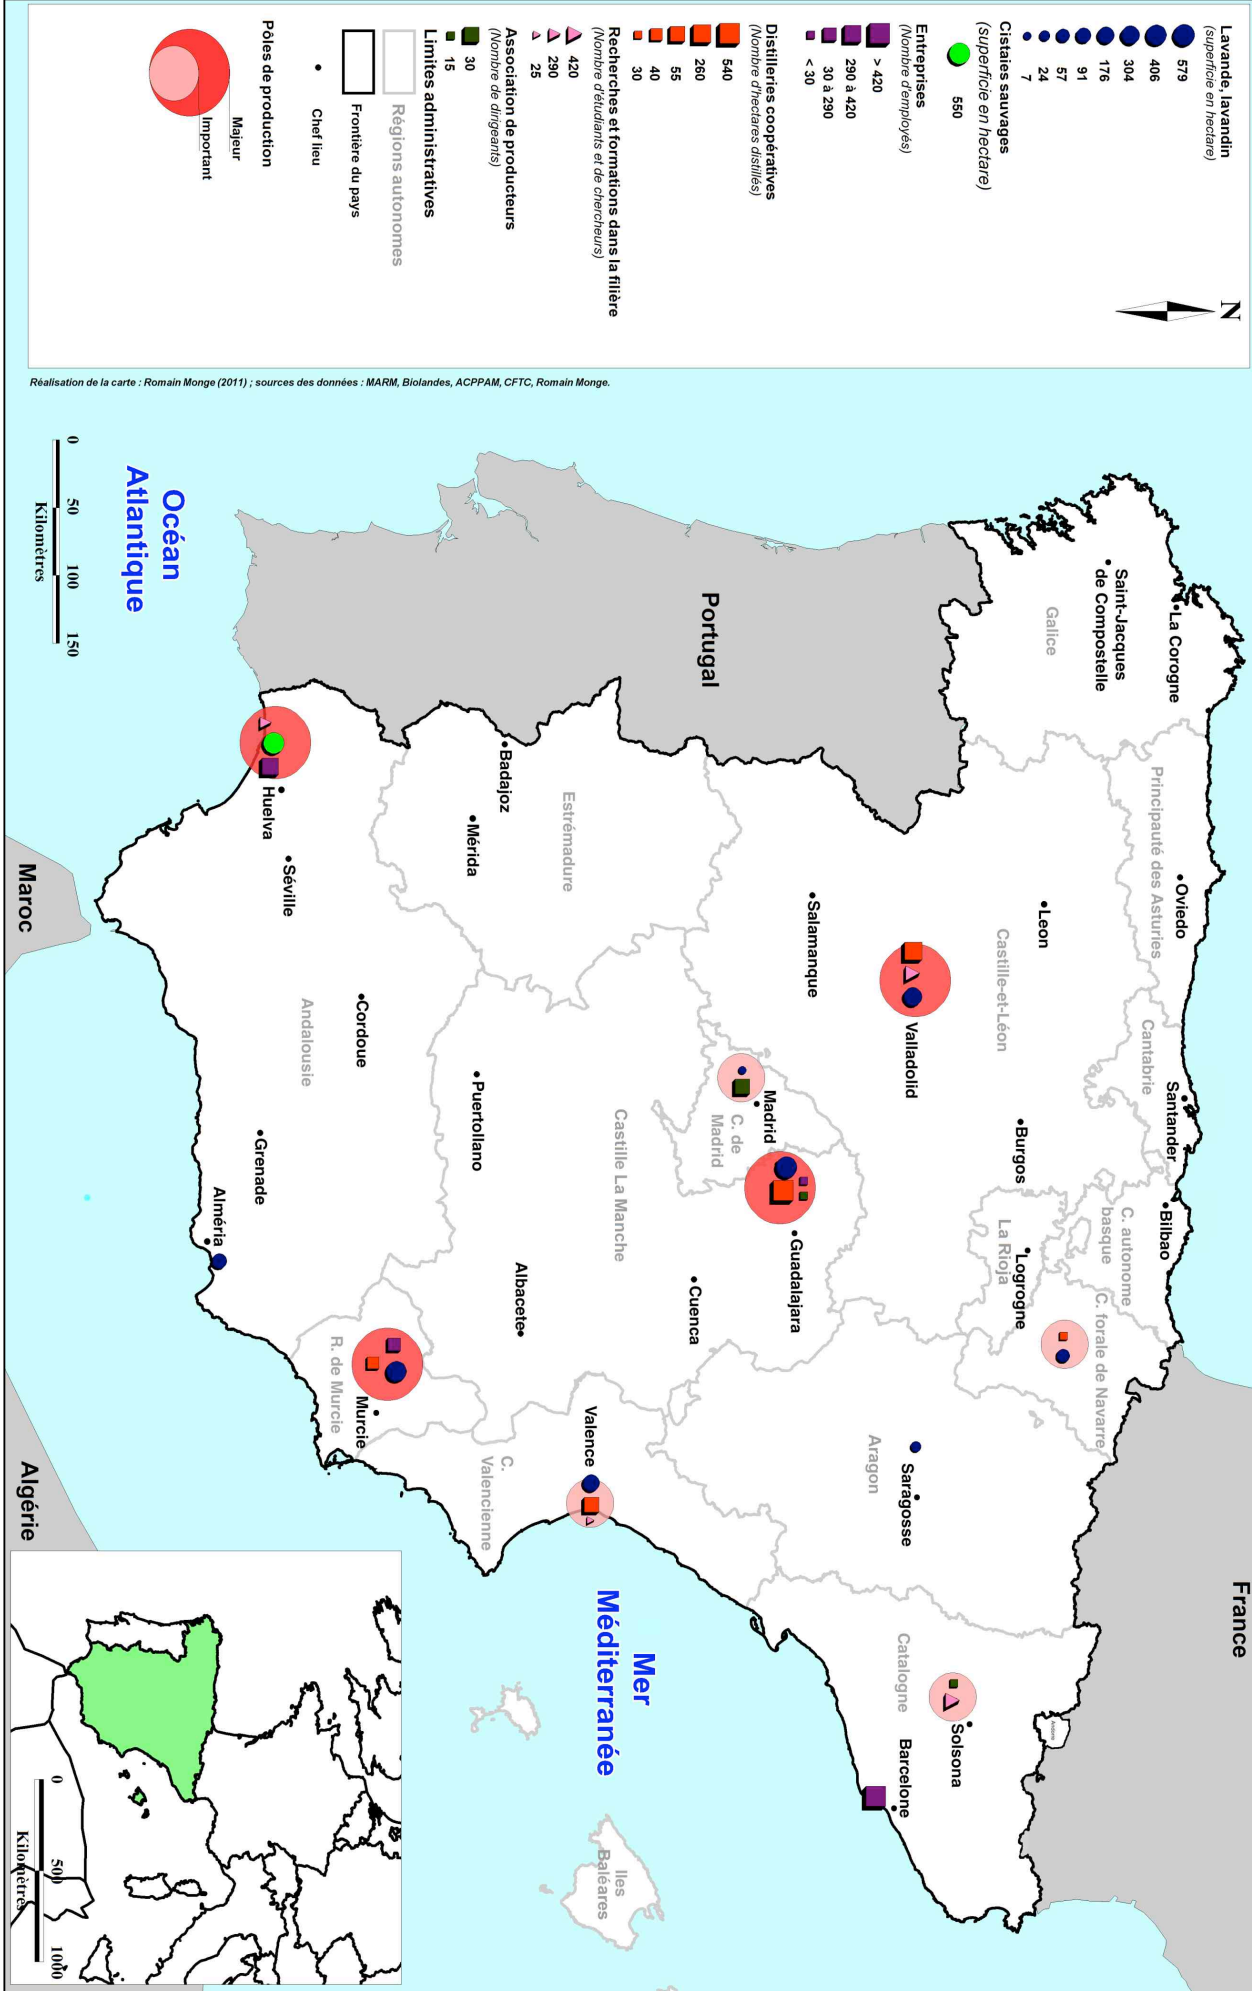 Lavande, lavandin
(superficie en hectare)
579
406
304
176
91
57
24
7
Cistaies sauvages
(superficie en hectare)
550
Entreprises
(Nombre d'employés)
> 420
290 à 420
30 à 290
< 30
Distilleries coopératives
(Nombre d'hectares distillés)
540
260
55
40
30
Recherches et formations dans la filière
(Nombre d'étudiants et de chercheurs)
420
290
25
Association de producteurs
(Nombre de dirigeants)
30
15
Limites administratives
Régions autonomes
Frontière du pays
Chef lieu
Pôles de production
Majeur
Important
N
Réalisation de la carte : Romain Monge (2011) ; sources des données : MARM, Biolandes, ACPPAM, CFTC, Romain Monge.
0 50 100 150
Kilomètres
Océan
Atlantique
Portugal
France
Maroc
Algérie
Mer
Méditerranée
La Corogne
Saint-Jacques
de Compostelle
Galice
Oviedo
Principauté des Asturies
Santander
Cantabrie
Bilbao
C. autonome
basque
C. forale de Navarre
Logrogne
La Rioja
Leon
Burgos
Castille-et-Léon
Valladolid
Salamanque
Saragosse
Aragon
Andorre
Solsona
Catalogne
Barcelone
Madrid
C. de
Madrid
Guadalajara
Cuenca
Castille La Manche
Puertollano
Albacete
Valence
C.
Valencienne
Iles
Baléares
Estrémadure
Badajoz
Mérida
Huelva
Séville
Cordoue
Andalousie
Grenade
Alméria
Murcie
R. de Murcie
0 500 1000
Kilomètres